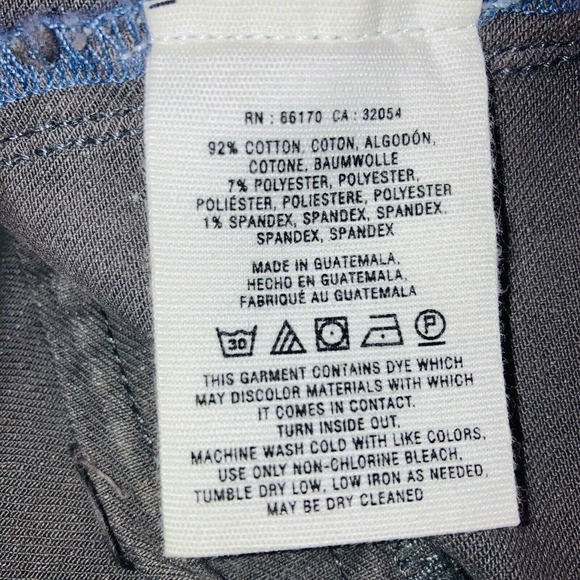 RN : 86170 CA : 32054
92% COTTON, COTON, ALGODÓN,
COTONE, BAUMWOLLE
7% POLYESTER, POLYESTER,
POLIÉSTER, POLIESTERE, POLYESTER
1% SPANDEX, SPANDEX, SPANDEX,
SPANDEX, SPANDEX
MADE IN GUATEMALA,
HECHO EN GUATEMALA,
FABRIQUÉ AU GUATEMALA
30 P
THIS GARMENT CONTAINS DYE WHICH
MAY DISCOLOR MATERIALS WITH WHICH
IT COMES IN CONTACT.
TURN INSIDE OUT.
MACHINE WASH COLD WITH LIKE COLORS,
USE ONLY NON-CHLORINE BLEACH,
TUMBLE DRY LOW, LOW IRON AS NEEDED,
MAY BE DRY CLEANED